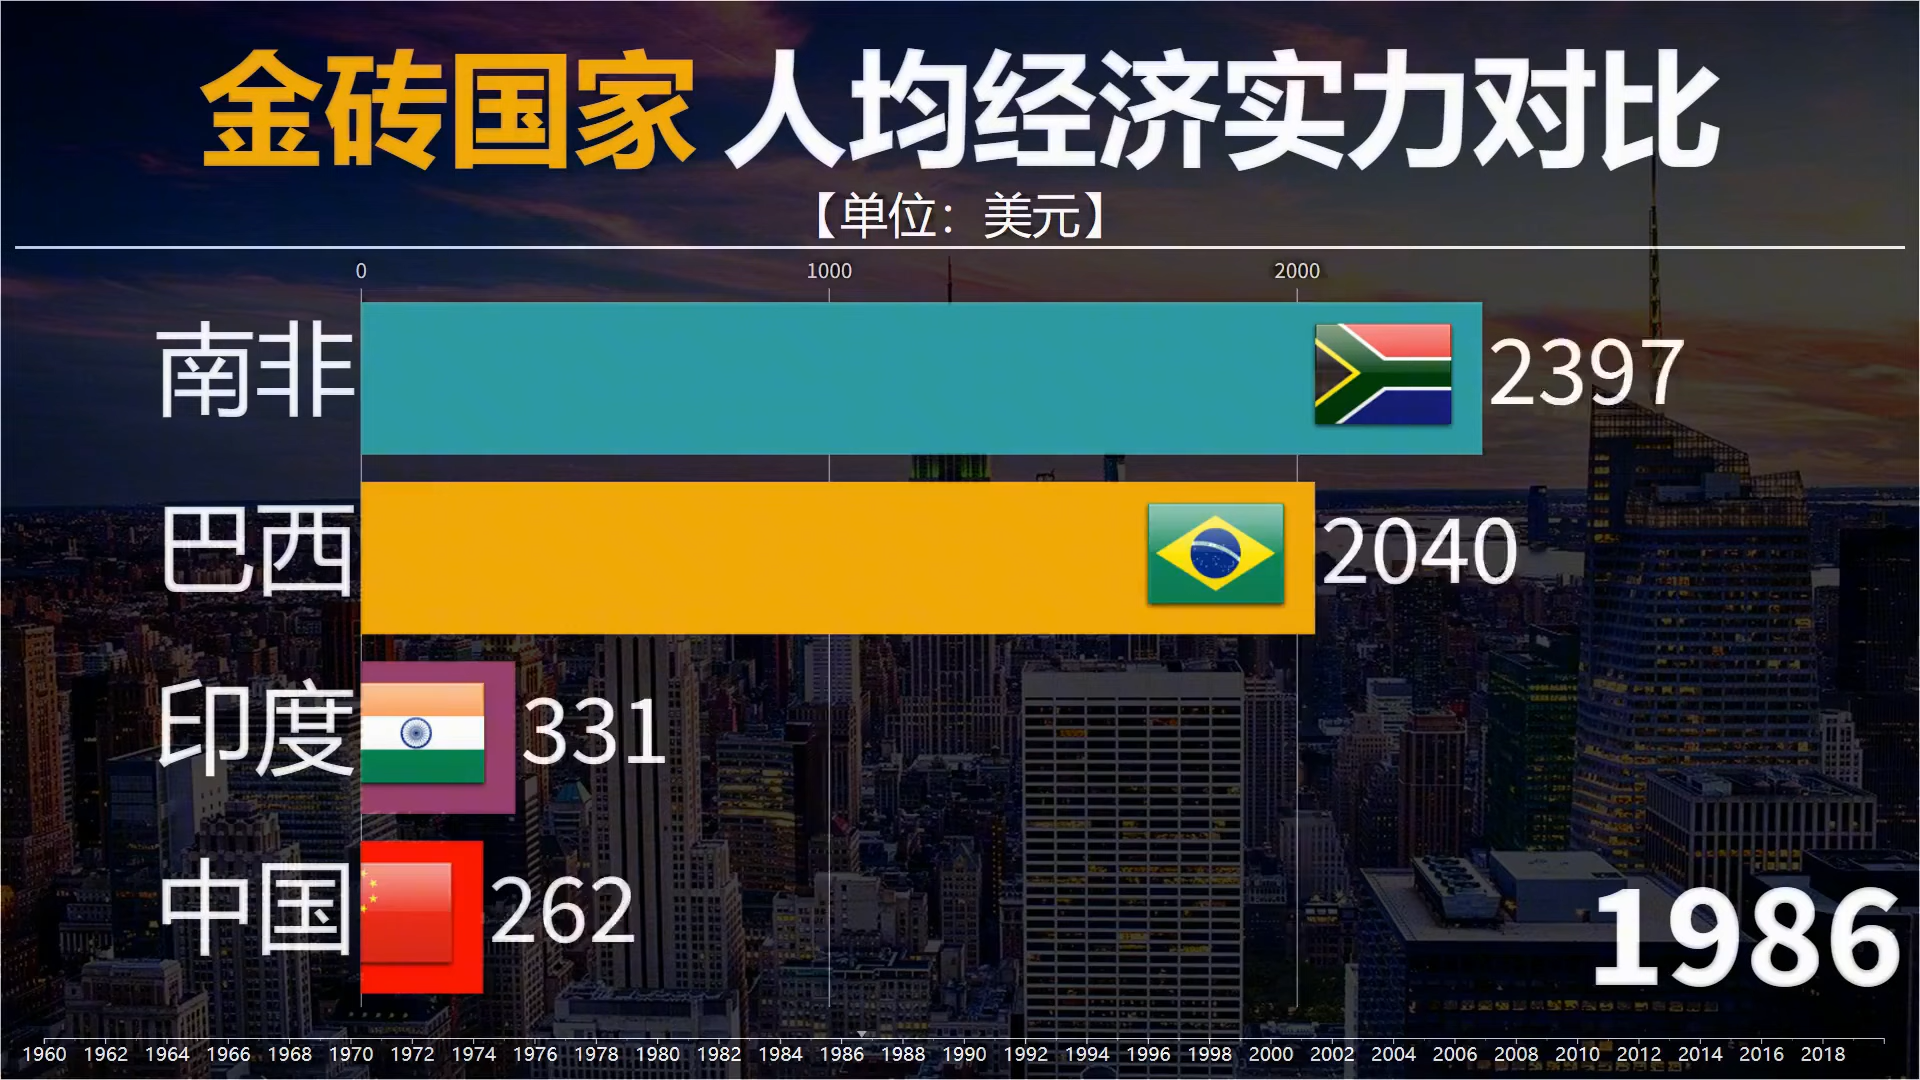 金砖国家 人均经济实力对比
【单位：美元】
0 1000 2000
南非 2397
巴西 2040
印度 331
中国 262
1986
1960 1962 1964 1966 1968 1970 1972 1974 1976 1978 1980 1982 1984 1986 1988 1990 1992 1994 1996 1998 2000 2002 2004 2006 2008 2010 2012 2014 2016 2018